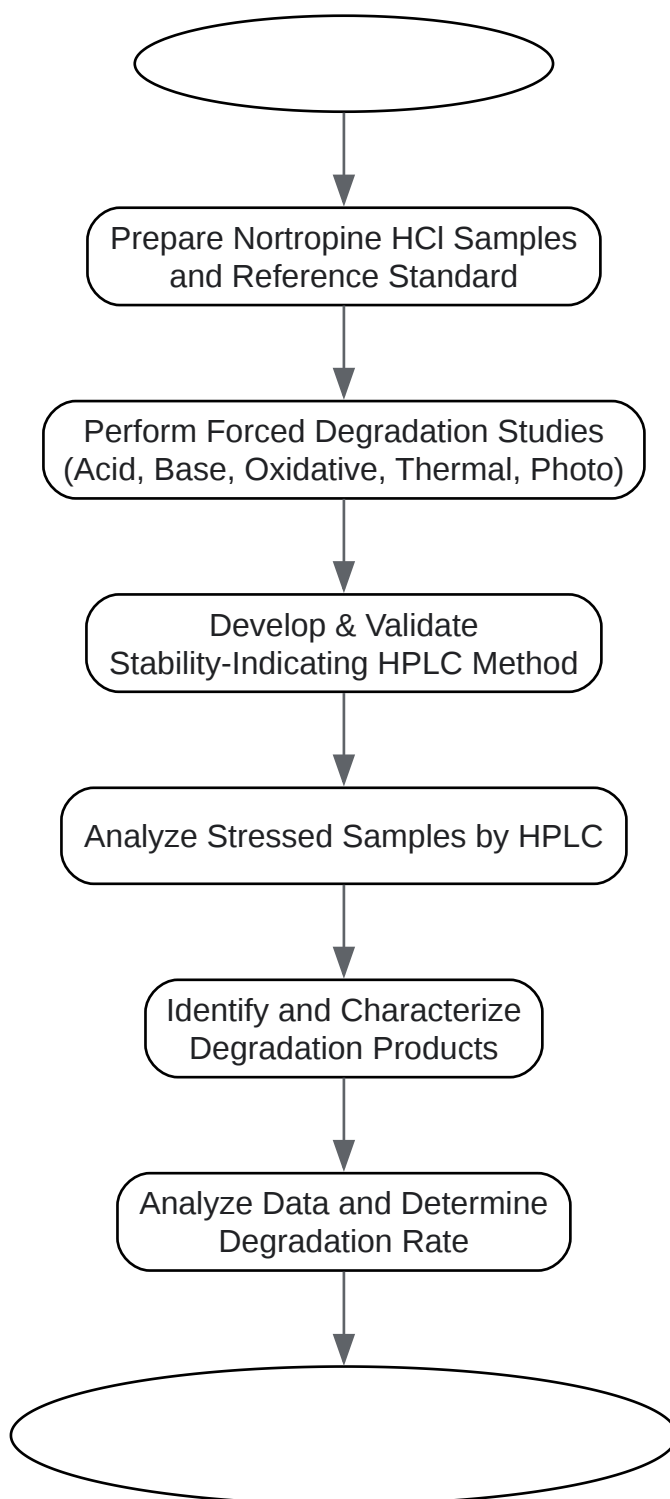 Prepare Nortropine HCl Samples
and Reference Standard
Perform Forced Degradation Studies
(Acid, Base, Oxidative, Thermal, Photo)
Develop & Validate
Stability-Indicating HPLC Method
Analyze Stressed Samples by HPLC
Identify and Characterize
Degradation Products
Analyze Data and Determine
Degradation Rate